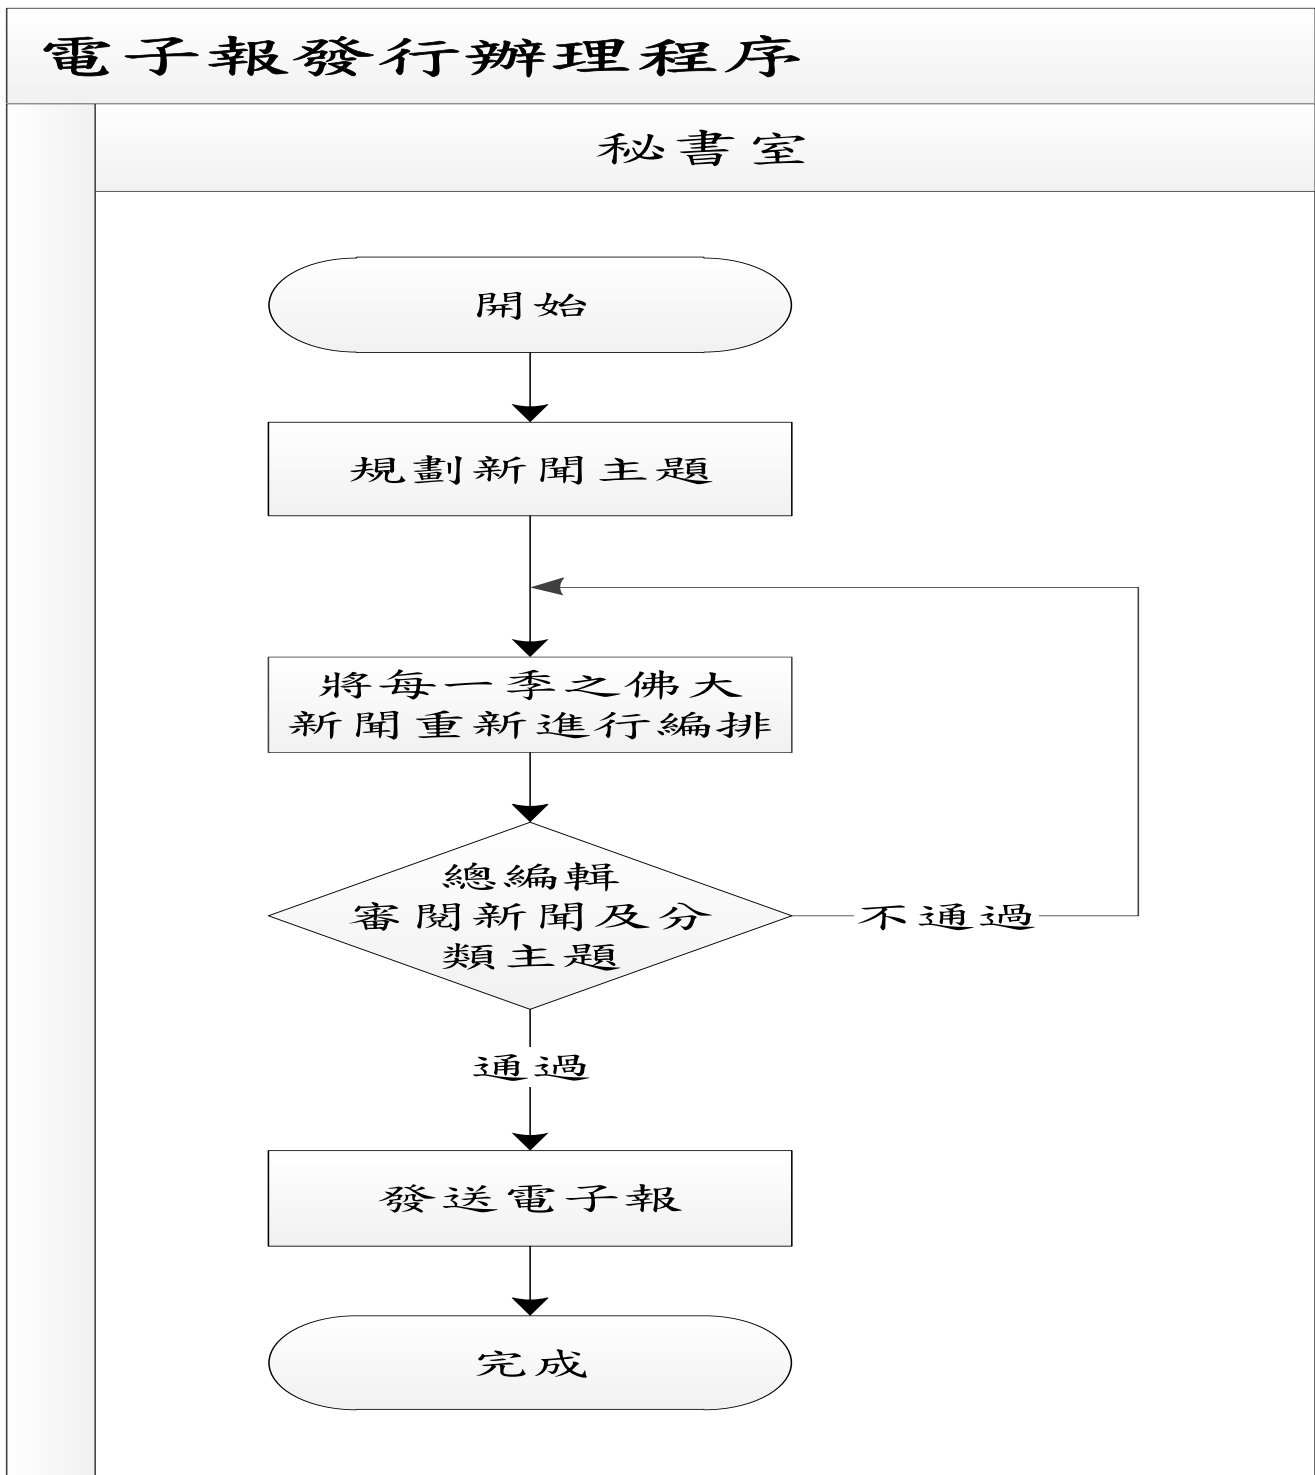 電子報發行辦理程序
秘書室
開始
規劃新聞主題
將每一季之佛大
新聞重新進行編排
總編輯
審閱新聞及分
類主題
不通過
通過
發送電子報
完成